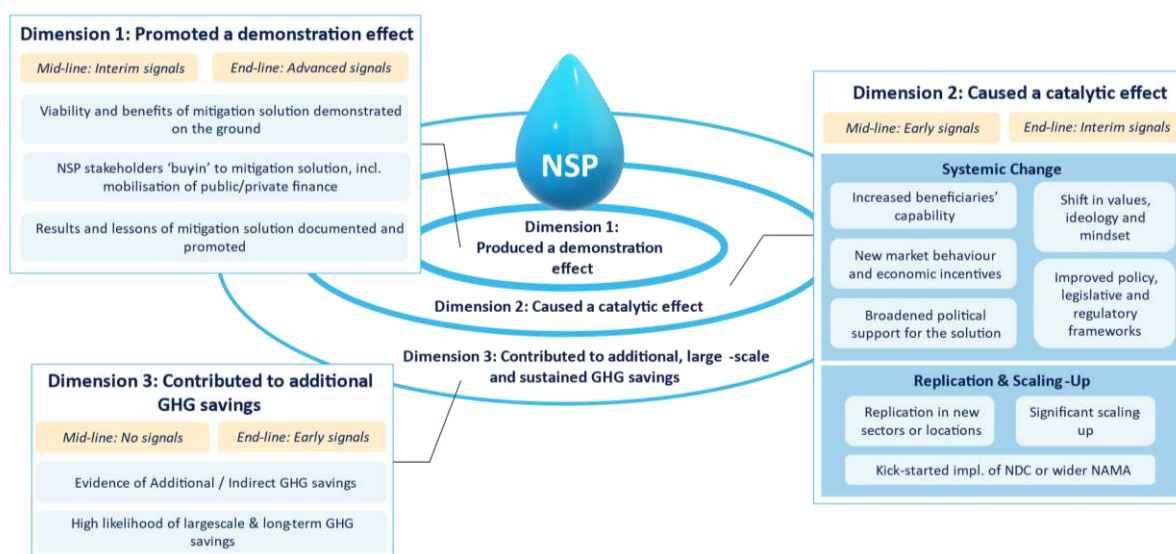 Dimension 1: Promoted a demonstration effect
Mid-line: Interim signals
End-line: Advanced signals
Viability and benefits of mitigation solution demonstrated
on the ground
NSP stakeholders ‘buyin’ to mitigation solution, incl.
mobilisation of public/private finance
Results and lessons of mitigation solution documented and
promoted
NSP
Dimension 1:
Produced a demonstration
effect
Dimension 2: Caused a catalytic effect
Dimension 3: Contributed to additional, large -scale
and sustained GHG savings
Dimension 2: Caused a catalytic effect
Mid-line: Early signals
End-line: Interim signals
Systemic Change
Increased beneficiaries’
capability
New market behaviour
and economic incentives
Broadened political
support for the solution
Shift in values,
ideology and
mindset
Improved policy,
legislative and
regulatory
frameworks
Replication & Scaling-Up
Replication in new
sectors or locations
Significant scaling
up
Kick-started impl. of NDC or wider NAMA
Dimension 3: Contributed to additional
GHG savings
Mid-line: No signals
End-line: Early signals
Evidence of Additional / Indirect GHG savings
High likelihood of largescale & long-term GHG
savings